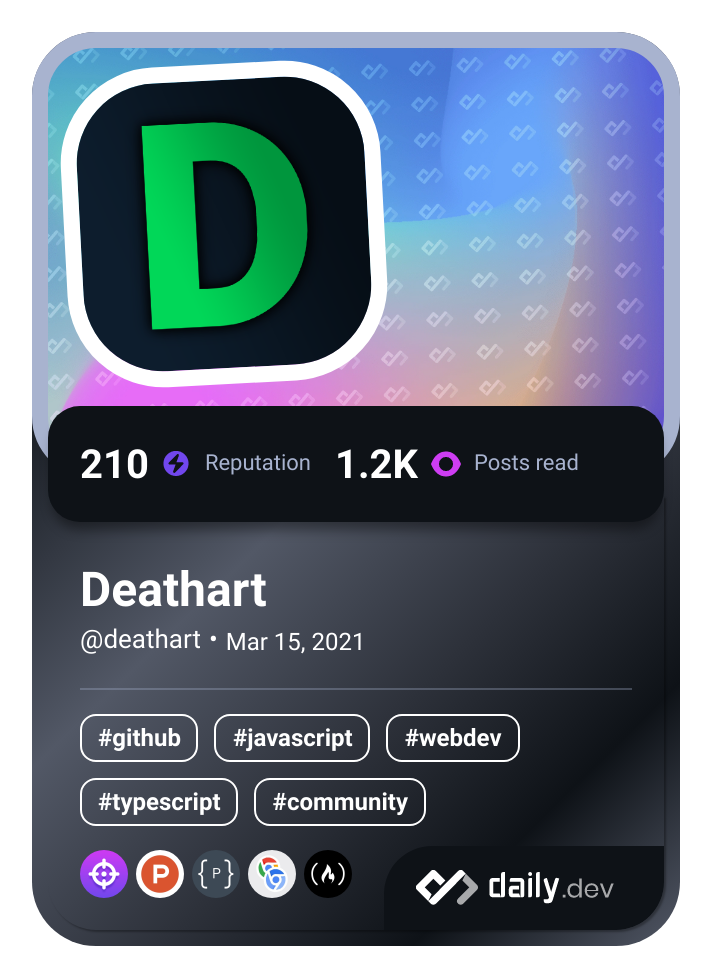 D
210 Reputation 1.2K Posts read
Deathart
@deathart • Mar 15, 2021
#github #javascript #webdev
#typescript #community
P {P}
daily.dev